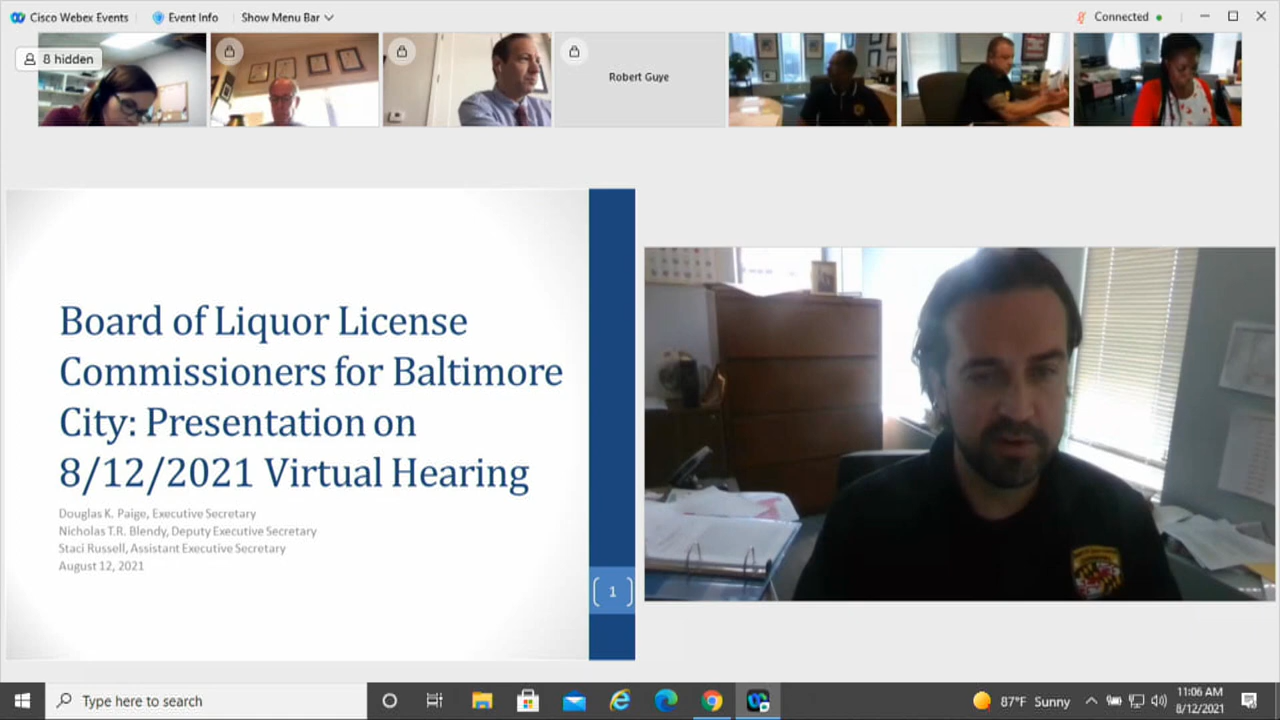 Cisco Webex Events
Event Info
Show Menu Bar
Connected
8 hidden
Robert Guye
Board of Liquor License
Commissioners for Baltimore
City: Presentation on
8/12/2021 Virtual Hearing
Douglas K. Paige, Executive Secretary
Nicholas T.R. Blendy, Deputy Executive Secretary
Staci Russell, Assistant Executive Secretary
August 12, 2021
1
Type here to search
87°F Sunny
11:06 AM
8/12/2021